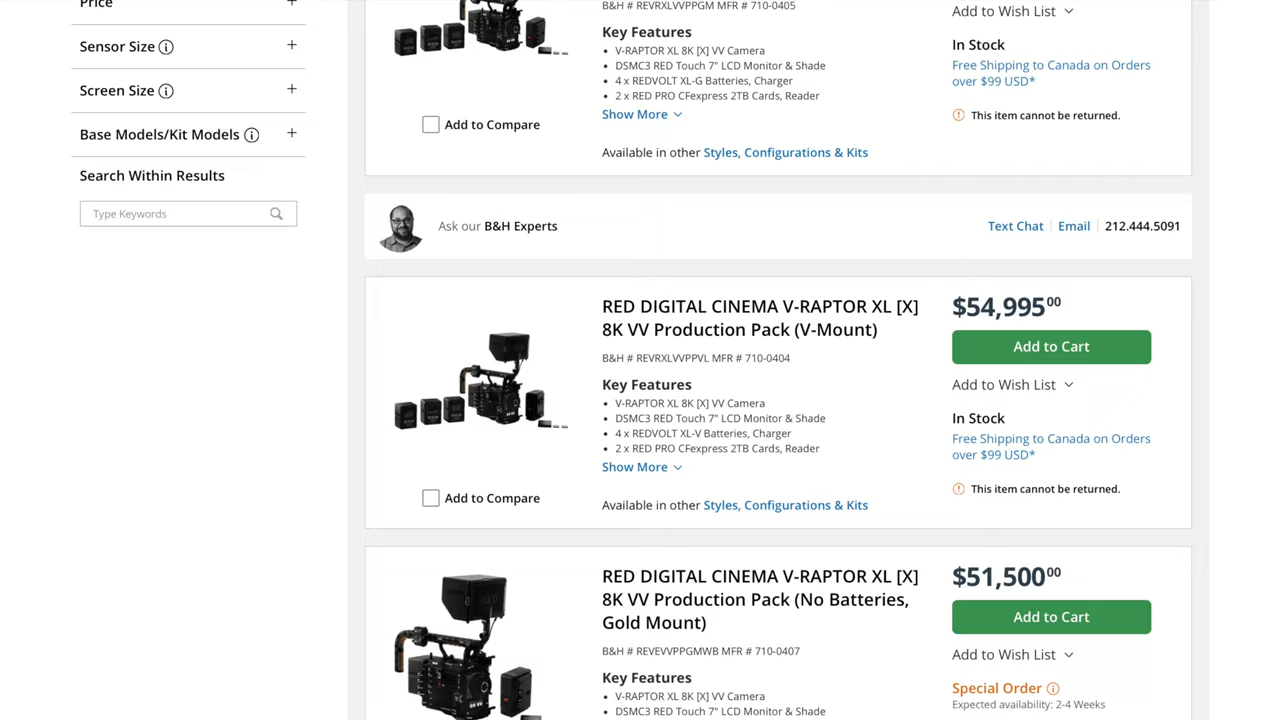 Price
Sensor Size
Screen Size
Base Models/Kit Models
Search Within Results
Type Keywords
B&H # REVRXLVVPPGM MFR # 710-0405
Key Features
• V-RAPTOR XL 8K [X] VV Camera
• DSMC3 RED Touch 7" LCD Monitor & Shade
• 4 x REDVOLT XL-G Batteries, Charger
• 2 x RED PRO CFexpress 2TB Cards, Reader
Show More
Add to Compare
Available in other Styles, Configurations & Kits
Add to Wish List
In Stock
Free Shipping to Canada on Orders
over $99 USD*
This item cannot be returned.
Ask our B&H Experts
Text Chat | Email | 212.444.5091
RED DIGITAL CINEMA V-RAPTOR XL [X]
8K VV Production Pack (V-Mount)
B&H # REVRXLVVPPVL MFR # 710-0404
Key Features
• V-RAPTOR XL 8K [X] VV Camera
• DSMC3 RED Touch 7" LCD Monitor & Shade
• 4 x REDVOLT XL-V Batteries, Charger
• 2 x RED PRO CFexpress 2TB Cards, Reader
Show More
Add to Compare
Available in other Styles, Configurations & Kits
$54,995.00
Add to Cart
Add to Wish List
In Stock
Free Shipping to Canada on Orders
over $99 USD*
This item cannot be returned.
RED DIGITAL CINEMA V-RAPTOR XL [X]
8K VV Production Pack (No Batteries,
Gold Mount)
B&H # REVEVVPPGMWB MFR # 710-0407
Key Features
• V-RAPTOR XL 8K [X] VV Camera
• DSMC3 RED Touch 7" LCD Monitor & Shade
$51,500.00
Add to Cart
Add to Wish List
Special Order
Expected availability: 2-4 Weeks